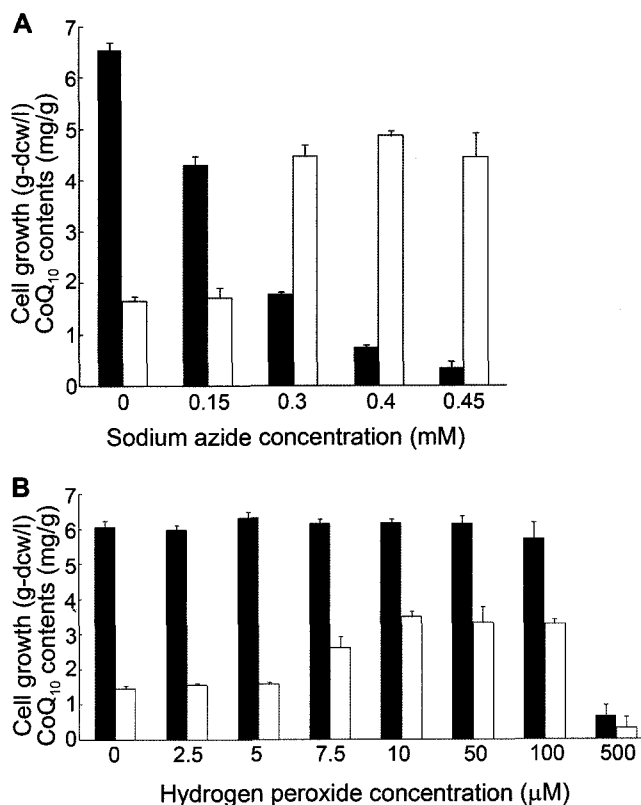 A
Cell growth (g-dcw/l)
CoQ₁₀ contents (mg/g)
7
6
5
4
3
2
1
0
0 0.15 0.3 0.4 0.45
Sodium azide concentration (mM)
B
Cell growth (g-dcw/l)
CoQ₁₀ contents (mg/g)
7
6
5
4
3
2
1
0
0 2.5 5 7.5 10 50 100 500
Hydrogen peroxide concentration (μM)